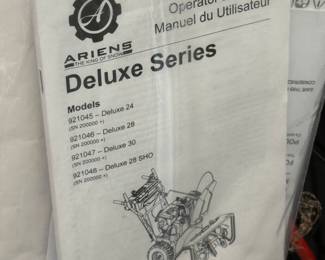 Operator
Manuel du Utilisateur
ARIENS
THE KING OF SNOW
Deluxe Series
Models
921045 – Deluxe 24
(SN 200000 +)
921046 – Deluxe 28
(SN 200000 +)
921047 – Deluxe 30
(SN 200000 +)
921048 – Deluxe 28 SHO
(SN 200000 +)